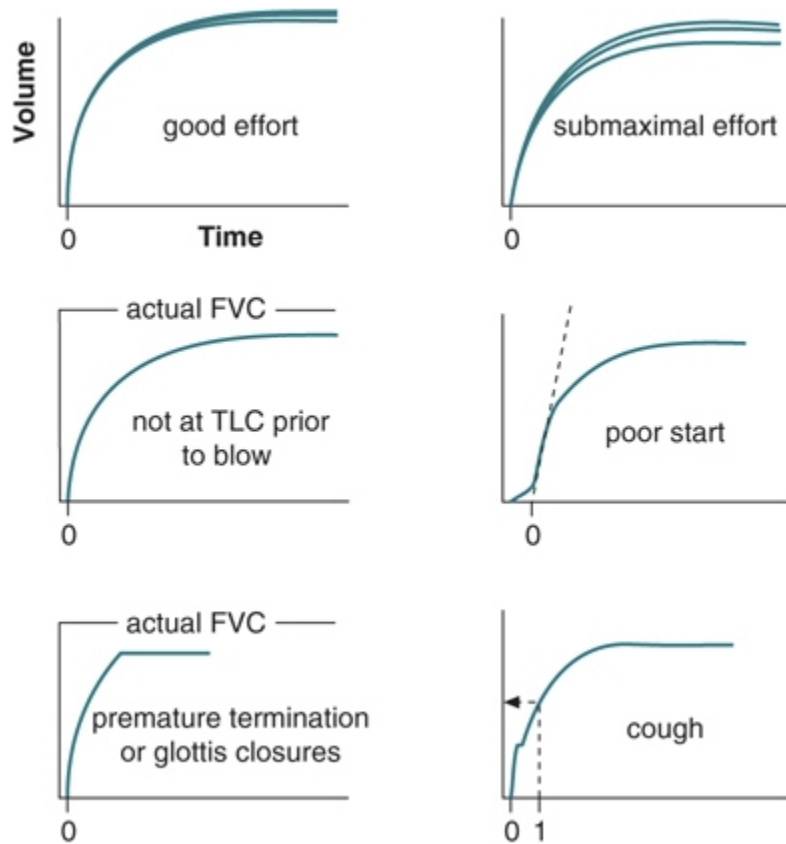 Volume
good effort
0
Time
submaximal effort
0
actual FVC
not at TLC prior
to blow
0
poor start
0
actual FVC
premature termination
or glottis closures
0
cough
0 1